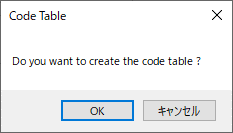 Code Table
Do you want to create the code table ?
OK
キャンセル